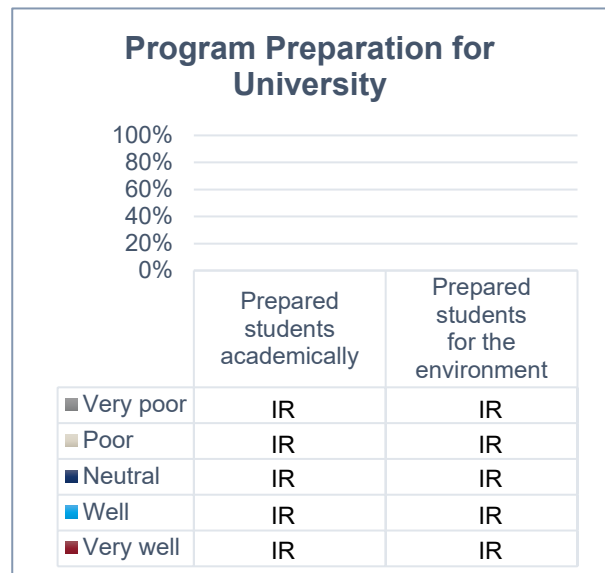 Program Preparation for
University
100%
80%
60%
40%
20%
0%
Prepared
students
academically
Prepared
students
for the
environment
Very poor IR IR
Poor IR IR
Neutral IR IR
Well IR IR
Very well IR IR